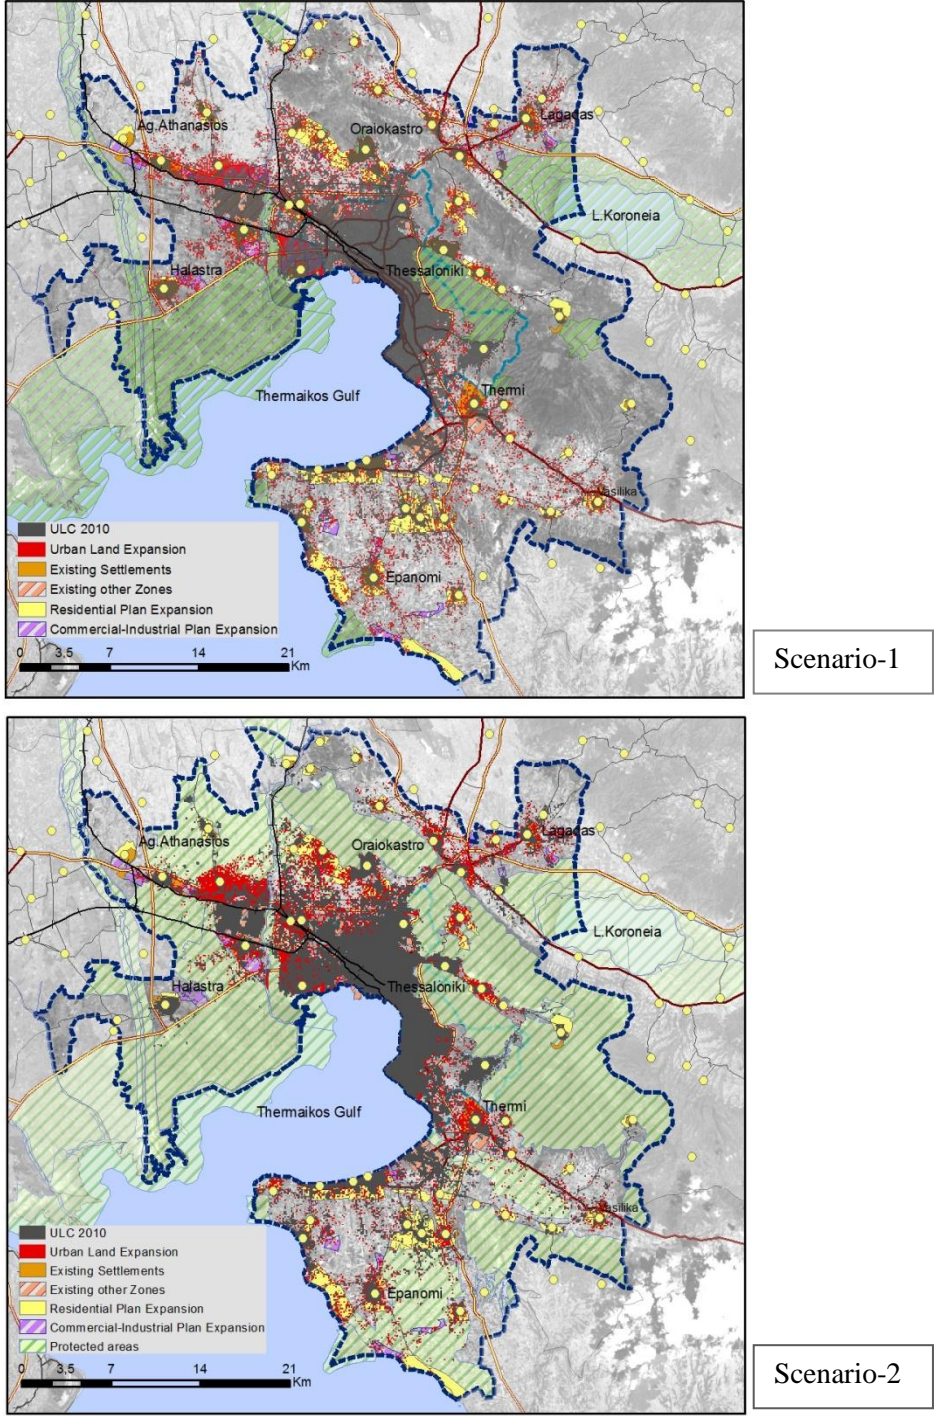 Ag.Athanasios
Oraiokastro
Lagadas
L.Koroneia
Halastra
Thessaloniki
Thermaikos Gulf
Thermi
Vasilika
Epanomi
ULC 2010
Urban Land Expansion
Existing Settlements
Existing other Zones
Residential Plan Expansion
Commercial-Industrial Plan Expansion
0 3,5 7 14 21
Km
Scenario-1
Ag.Athanasios
Oraiokastro
Lagadas
L.Koroneia
Halastra
Thessaloniki
Thermaikos Gulf
Thermi
Vasilika
Epanomi
ULC 2010
Urban Land Expansion
Existing Settlements
Existing other Zones
Residential Plan Expansion
Commercial-Industrial Plan Expansion
Protected areas
0 3,5 7 14 21
Km
Scenario-2